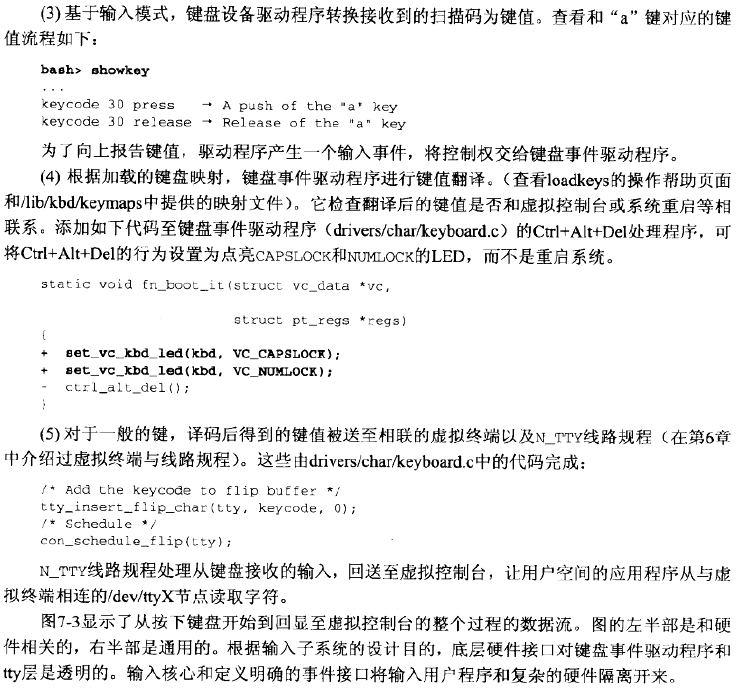 (3) 基于输入模式，键盘设备驱动程序转换接收到的扫描码为键值。查看和“a”键对应的键
值流程如下：
bash> showkey
...
keycode 30 press → A push of the "a" key
keycode 30 release → Release of the "a" key
为了向上报告键值，驱动程序产生一个输入事件，将控制权交给键盘事件驱动程序。
(4) 根据加载的键盘映射，键盘事件驱动程序进行键值翻译。（查看loadkeys的操作帮助页面
和/lib/kbd/keymaps中提供的映射文件）。它检查翻译后的键值是否和虚拟控制台或系统重启等相
联系。添加如下代码至键盘事件驱动程序（drivers/char/keyboard.c）的Ctrl+Alt+Del处理程序，可
将Ctrl+Alt+Del的行为设置为点亮CAPSLOCK和NUMLOCK的LED，而不是重启系统。
static void fn_boot_it(struct vc_data *vc,
struct pt_regs *regs)
{
+ set_vc_kbd_led(kbd, VC_CAPSLOCK);
+ set_vc_kbd_led(kbd, VC_NUMLOCK);
- ctrl_alt_del();
}
(5) 对于一般的键，译码后得到的键值被送至相联的虚拟终端以及N_TTY线路规程（在第6章
中介绍过虚拟终端与线路规程）。这些由drivers/char/keyboard.c中的代码完成：
/* Add the keycode to flip buffer */
tty_insert_flip_char(tty, keycode, 0);
/* Schedule */
con_schedule_flip(tty);
N_TTY线路规程处理从键盘接收的输入，回送至虚拟控制台，让用户空间的应用程序从与虚
拟终端相连的/dev/ttyX节点读取字符。
图7-3显示了从按下键盘开始到回显至虚拟控制台的整个过程的数据流。图的左半部是和硬
件相关的，右半部是通用的。根据输入子系统的设计目的，底层硬件接口对键盘事件驱动程序和
tty层是透明的。输入核心和定义明确的事件接口将输入用户程序和复杂的硬件隔离开来。